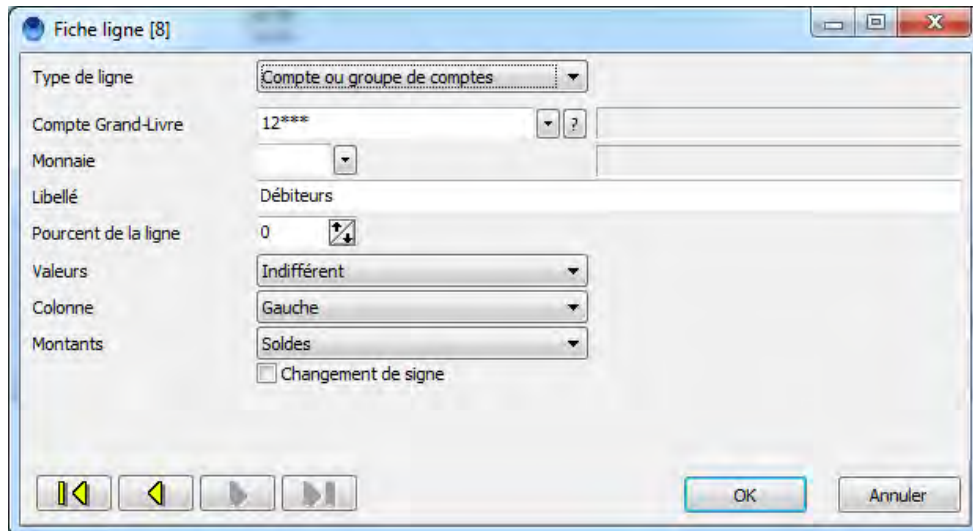 Fiche ligne [8]
Type de ligne Compte ou groupe de comptes
Compte Grand-Livre 12*** ?
Monnaie
Libellé Débiteurs
Pourcent de la ligne 0
Valeurs Indifférent
Colonne Gauche
Montants Soldes
Changement de signe
OK Annuler